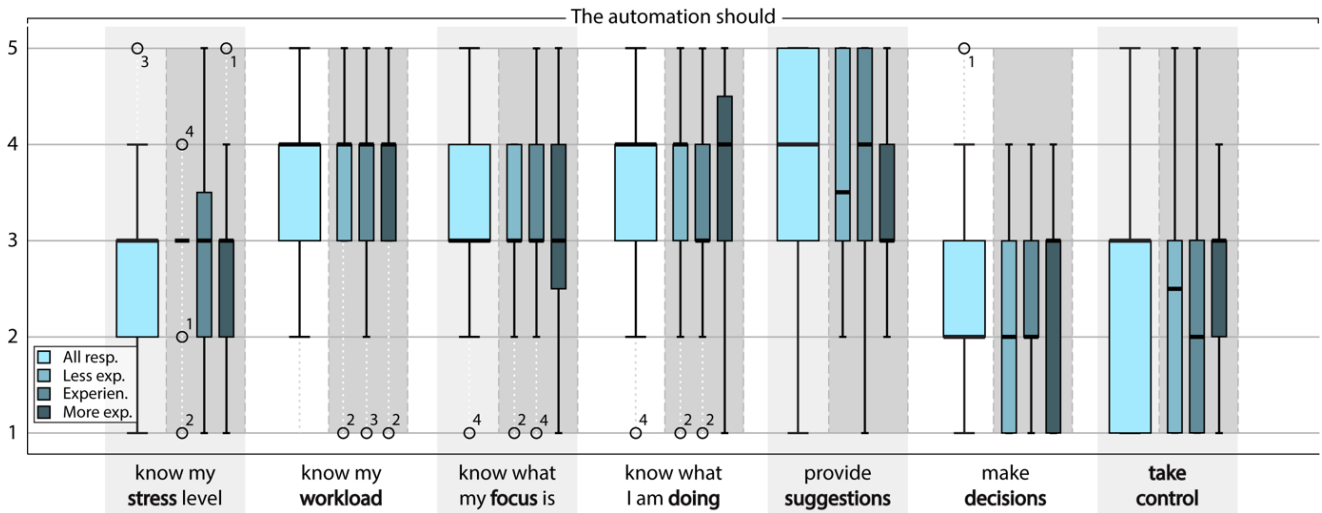 The automation should
5
3
1
4
4
3
2
1
2
1
2
3
2
4
2
4
4
2
2
1
All resp.
Less exp.
Experien.
More exp.
know my
stress level
know my
workload
know what
my focus is
know what
I am doing
provide
suggestions
make
decisions
take
control